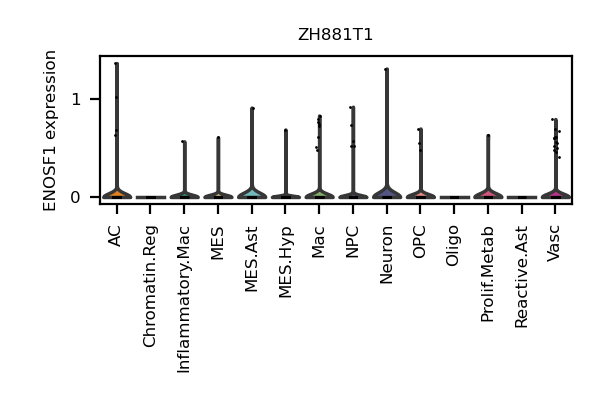 ZH881T1
ENOSF1 expression
1
0
AC
Chromatin.Reg
Inflammatory.Mac
MES
MES.Ast
MES.Hyp
Mac
NPC
Neuron
OPC
Oligo
Prolif.Metab
Reactive.Ast
Vasc